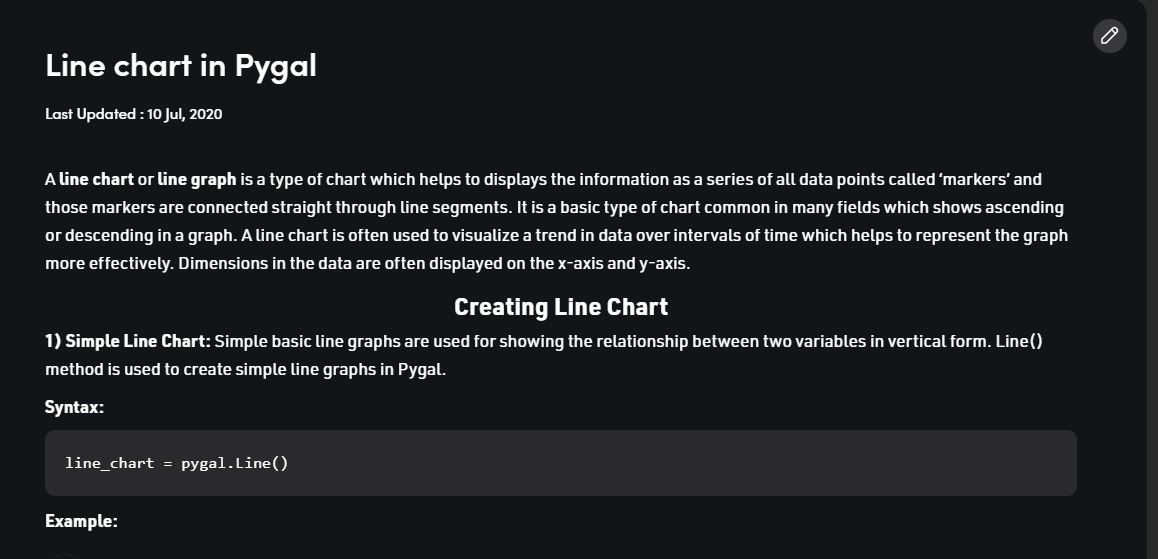 Line chart in Pygal
Last Updated : 10 Jul, 2020
A line chart or line graph is a type of chart which helps to displays the information as a series of all data points called ‘markers’ and
those markers are connected straight through line segments. It is a basic type of chart common in many fields which shows ascending
or descending in a graph. A line chart is often used to visualize a trend in data over intervals of time which helps to represent the graph
more effectively. Dimensions in the data are often displayed on the x-axis and y-axis.
Creating Line Chart
1) Simple Line Chart: Simple basic line graphs are used for showing the relationship between two variables in vertical form. Line()
method is used to create simple line graphs in Pygal.
Syntax:
line_chart = pygal.Line()
Example: